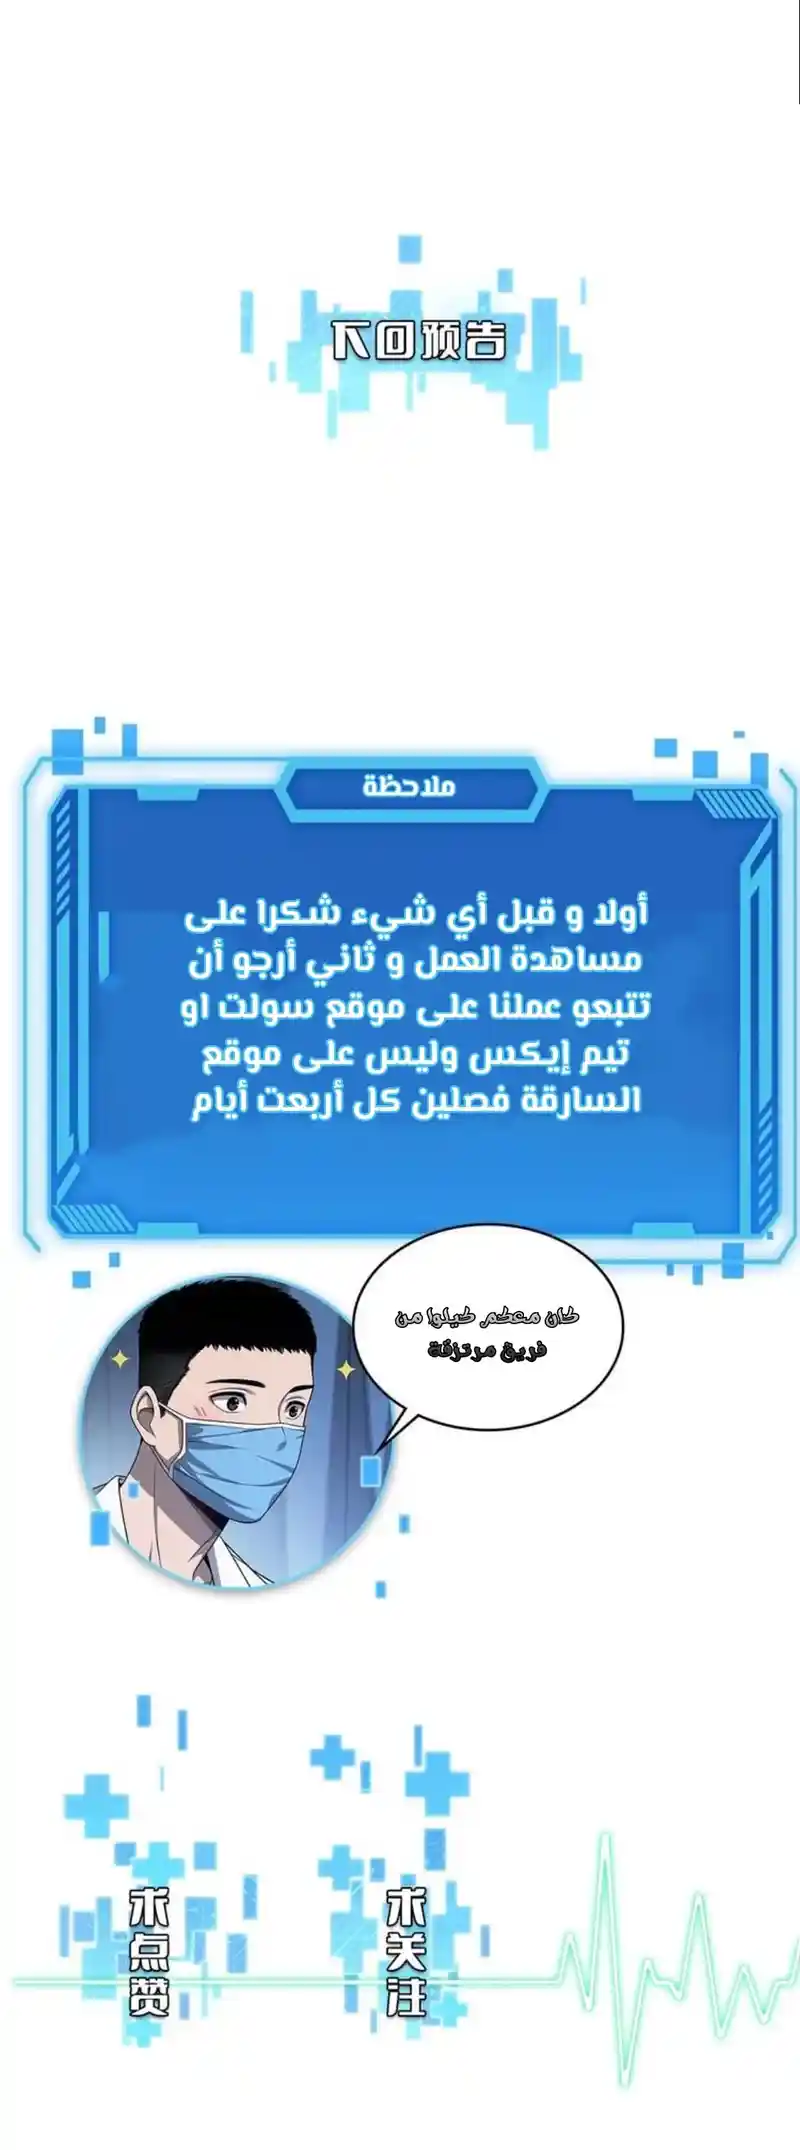 下回预告
ملاحظة
أولا و قبل أي شيء شكرا على
مساهدة العمل و ثاني أرجو أن
تتبعو عملنا على موقع سولت او
تيم إيكس وليس على موقع
السارقة فصلين كل أربعت أيام
كان معكم كيلوا من
فريق مرتزقة
求点赞
求关注